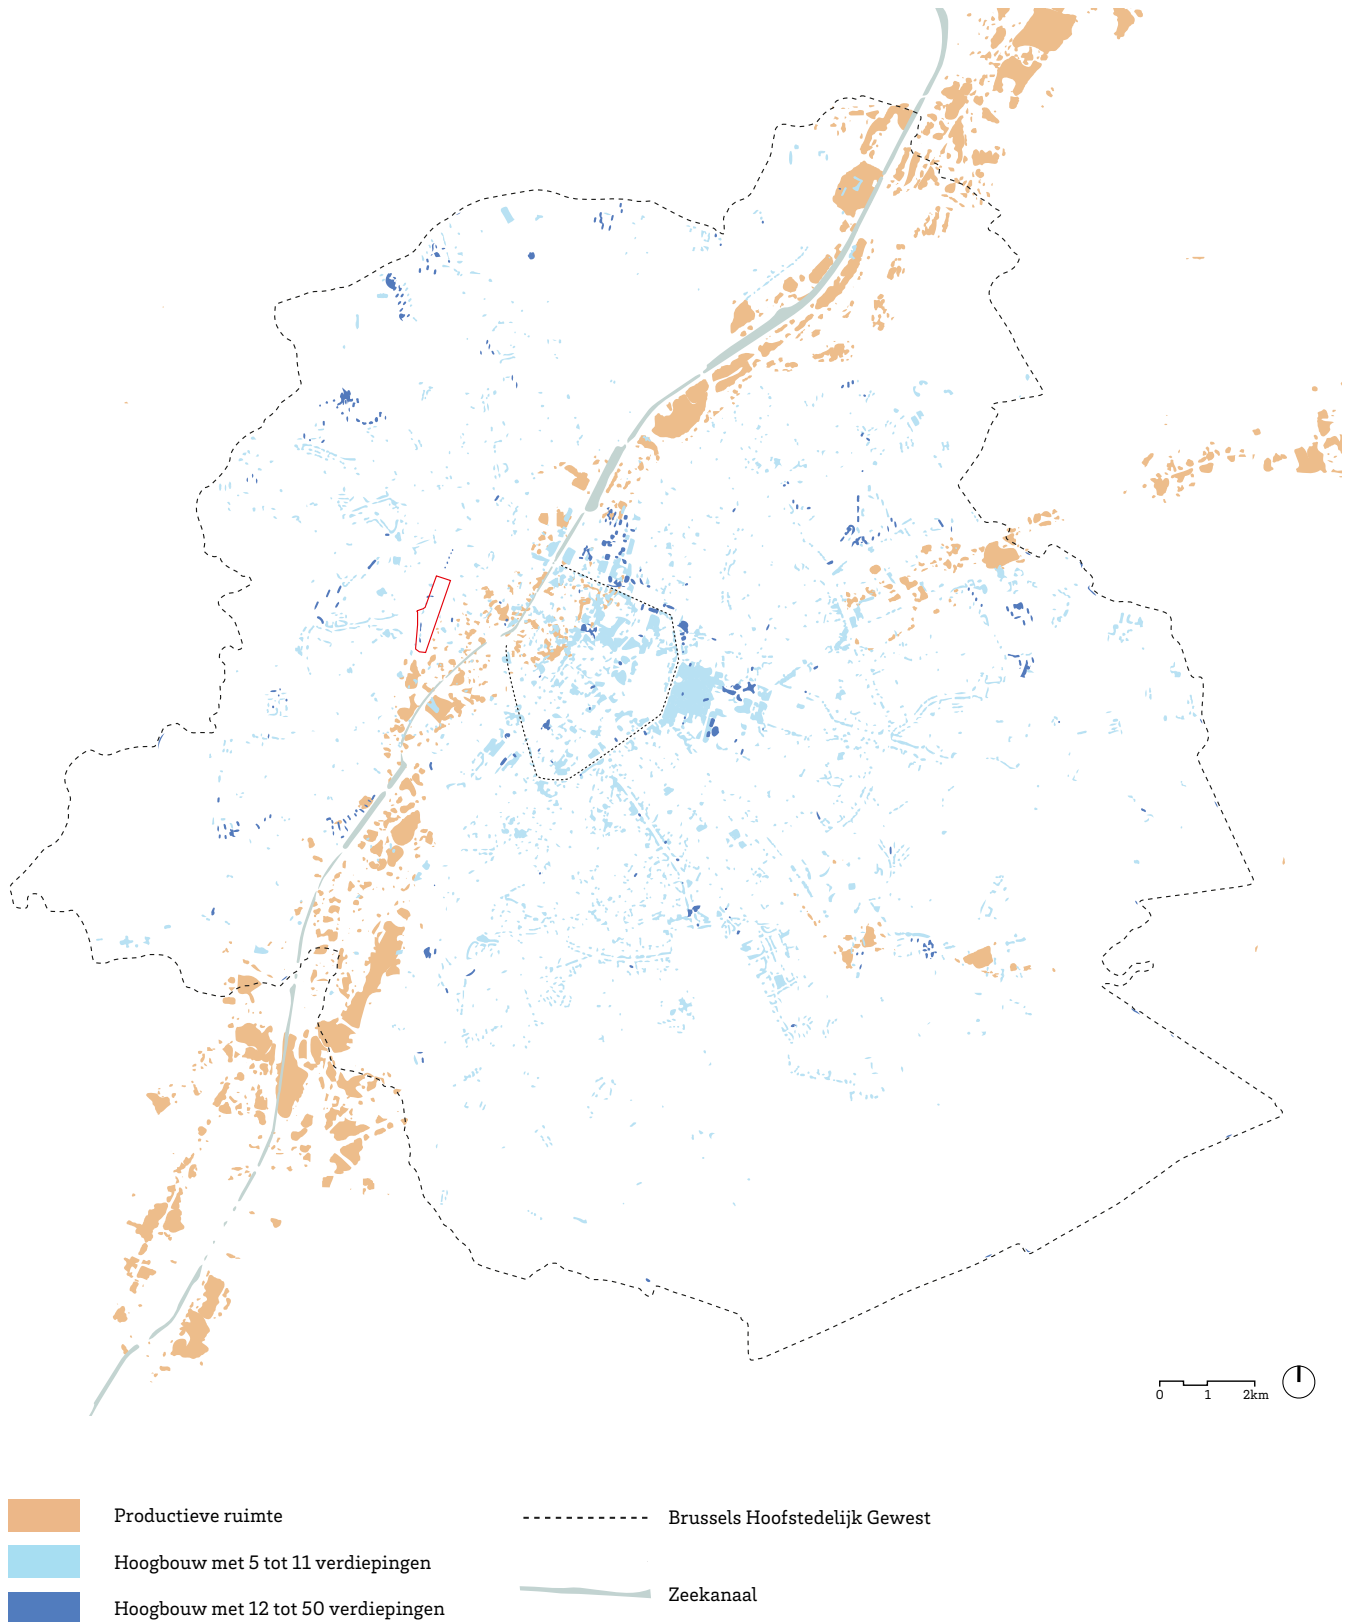 0 1 2km
Productieve ruimte
Hoogbouw met 5 tot 11 verdiepingen
Hoogbouw met 12 tot 50 verdiepingen
Brussels Hoofstedelijk Gewest
Zeekanaal